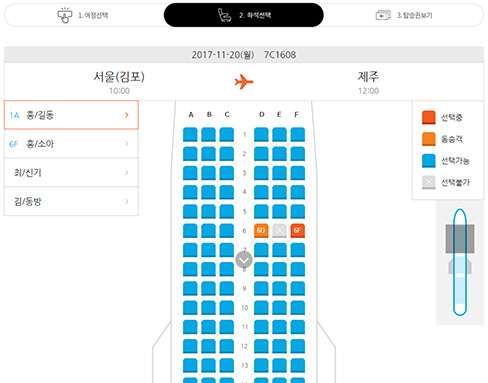 1. 여정선택
2. 좌석선택
3.탑승권보기
2017-11-20(월) 7C1608
서울(김포)
10:00
제주
12:00
1A 홍/길동
6F 홍/소아
최/신기
김/동방
A B C D E F
1
2
3
4
5
6 6D 6F
7
8
9
10
11
12
13
14
선택중
동승객
선택가능
선택불가